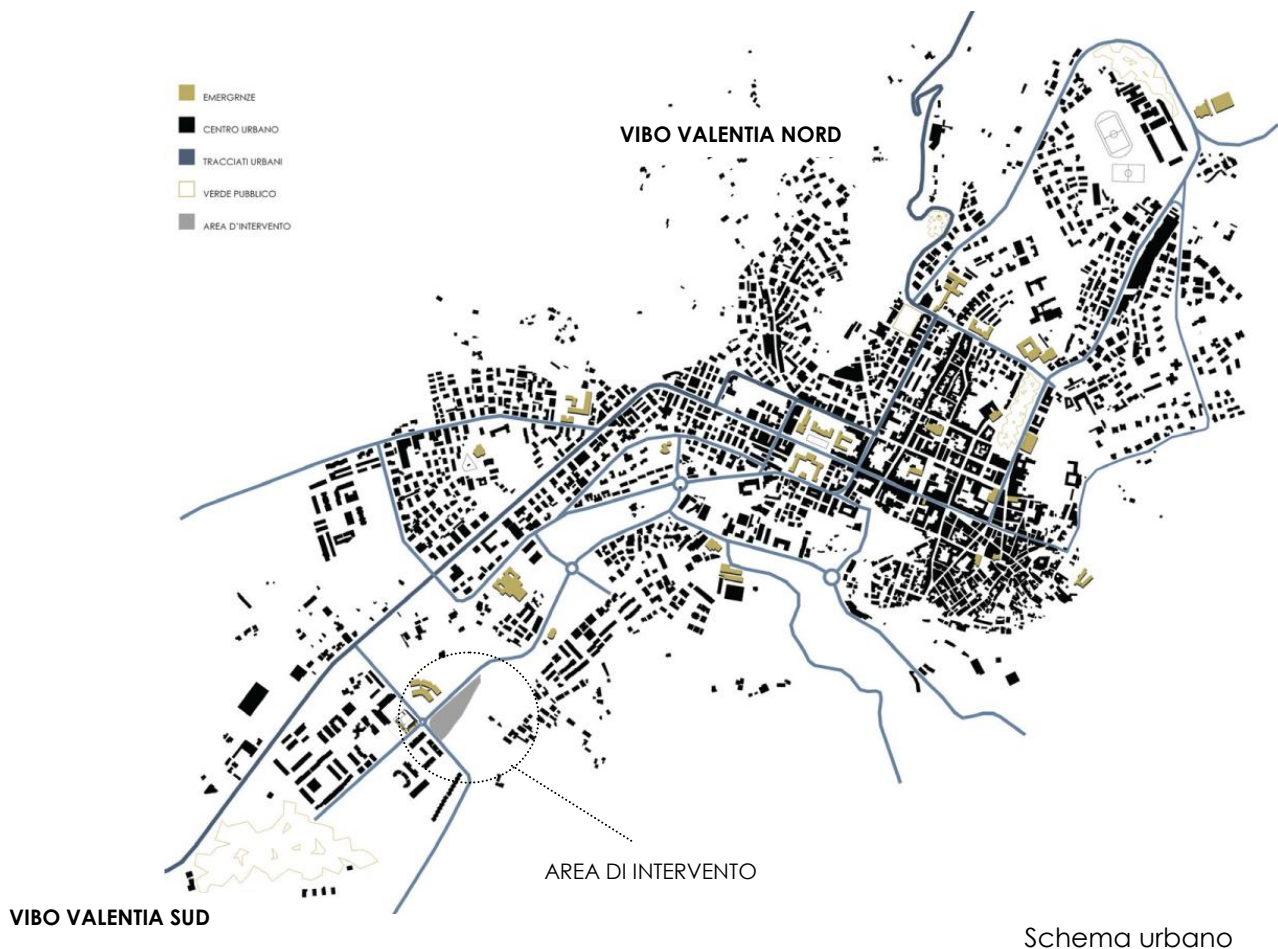 EMERGRNZE
CENTRO URBANO
TRACCIATI URBANI
VERDE PUBBLICO
AREA D'INTERVENTO
VIBO VALENTIA NORD
AREA DI INTERVENTO
VIBO VALENTIA SUD
Schema urbano